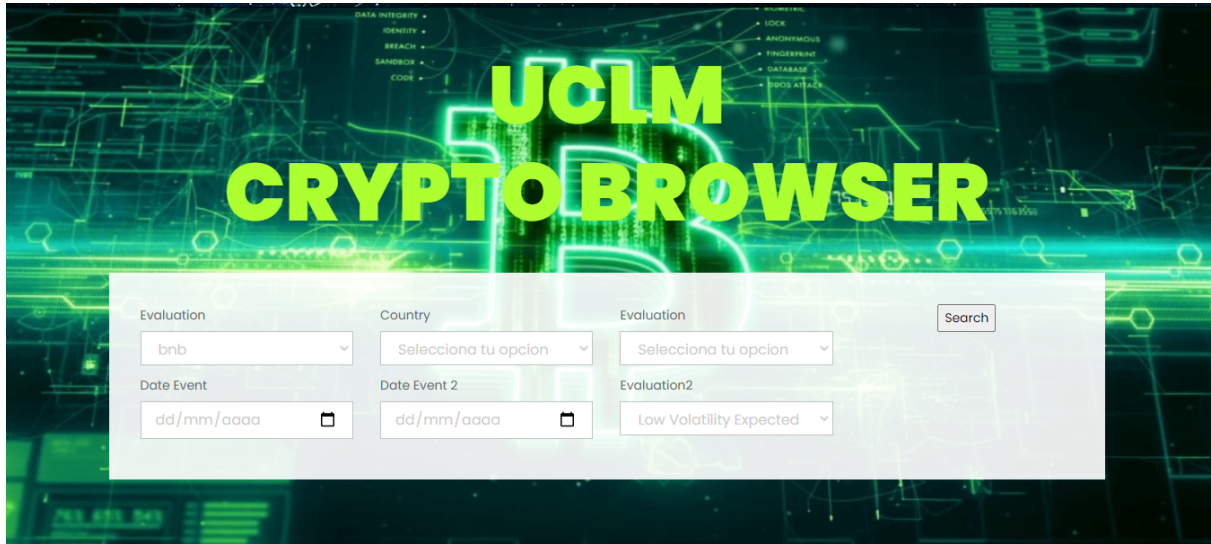 DATA INTEGRITY
IDENTITY
BREACH
SANDBOX
CODE
BIOMETRIC
LOCK
ANONYMOUS
FINGERPRINT
DATABASE
DDOS ATTACK
UCLM
CRYPTO BROWSER
Evaluation Country Evaluation Search
bnb Selecciona tu opcion Selecciona tu opcion
Date Event Date Event 2 Evaluation2
dd/mm/aaaa dd/mm/aaaa Low Volatility Expected